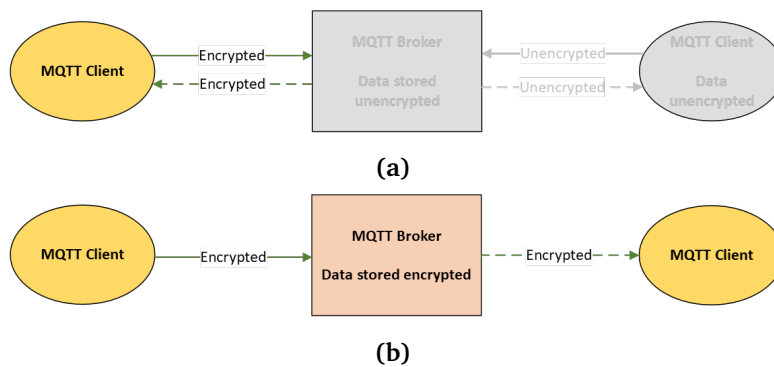 MQTT Client
Encrypted
Encrypted
MQTT Broker
Data stored
unencrypted
Unencrypted
Unencrypted
MQTT Client
Data
unencrypted
(a)
MQTT Client
Encrypted
MQTT Broker
Data stored encrypted
Encrypted
MQTT Client
(b)